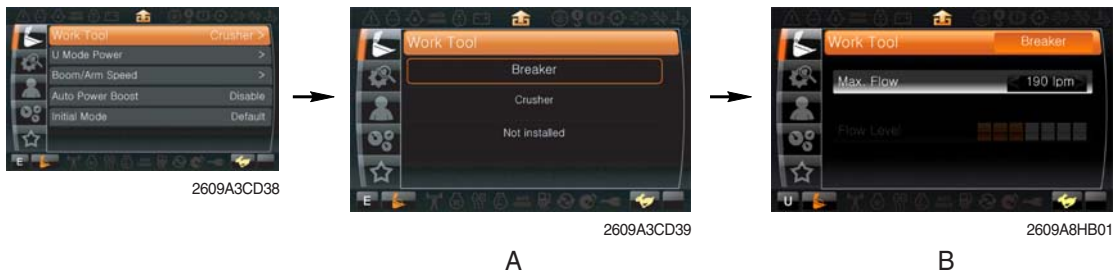 Work Tool Crusher >
U Mode Power >
Boom/Arm Speed >
Auto Power Boost Disable
Initial Mode Default
E
2609A3CD38
Work Tool
Breaker
Crusher
Not installed
E
2609A3CD39
A
Work Tool Breaker
Max. Flow 190 lpm
Flow Level
U
2609A8HB01
B